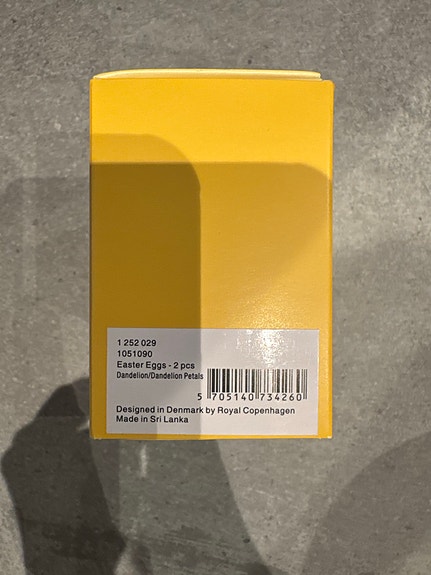 1 252 029
1051090
Easter Eggs - 2 pcs
Dandelion/Dandelion Petals
5 705140 734260
Designed in Denmark by Royal Copenhagen
Made in Sri Lanka